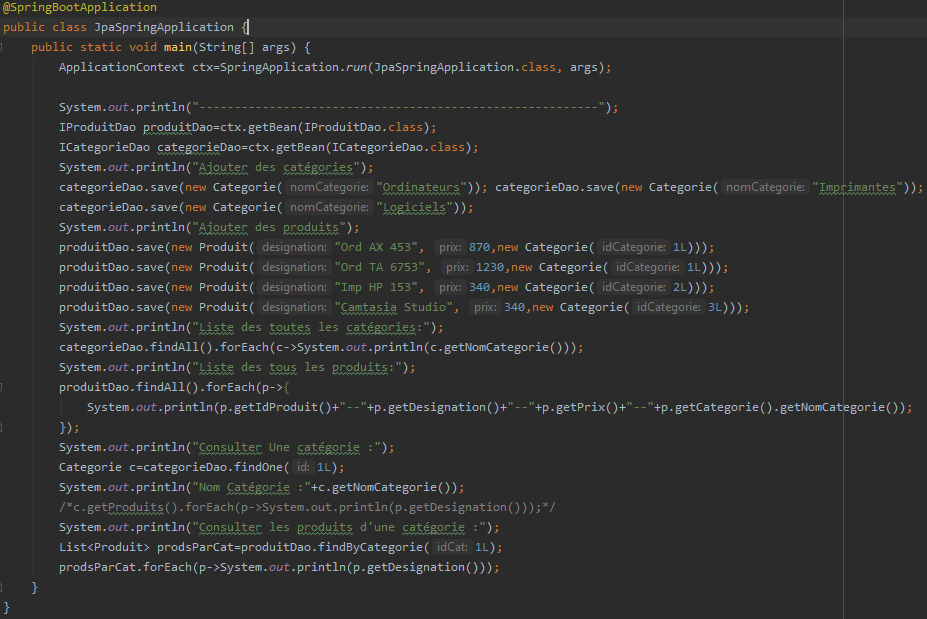 @SpringBootApplication
public class JpaSpringApplication {
public static void main(String[] args) {
ApplicationContext ctx=SpringApplication.run(JpaSpringApplication.class, args);
System.out.println("---------------------------------------------------------");
IProduitDao produitDao=ctx.getBean(IProduitDao.class);
ICategorieDao categorieDao=ctx.getBean(ICategorieDao.class);
System.out.println("Ajouter des catégories");
categorieDao.save(new Categorie( nomCategorie: "Ordinateurs")); categorieDao.save(new Categorie( nomCategorie: "Imprimantes"));
categorieDao.save(new Categorie( nomCategorie: "Logiciels"));
System.out.println("Ajouter des produits");
produitDao.save(new Produit( designation: "Ord AX 453", prix: 870,new Categorie( idCategorie: 1L)));
produitDao.save(new Produit( designation: "Ord TA 6753", prix: 1230,new Categorie( idCategorie: 1L)));
produitDao.save(new Produit( designation: "Imp HP 153", prix: 340,new Categorie( idCategorie: 2L)));
produitDao.save(new Produit( designation: "Camtasia Studio", prix: 340,new Categorie( idCategorie: 3L)));
System.out.println("Liste des toutes les catégories:");
categorieDao.findAll().forEach(c->System.out.println(c.getNomCategorie()));
System.out.println("Liste des tous les produits:");
produitDao.findAll().forEach(p->{
System.out.println(p.getIdProduit()+"--"+p.getDesignation()+"--"+p.getPrix()+"--"+p.getCategorie().getNomCategorie());
});
System.out.println("Consulter Une catégorie :");
Categorie c=categorieDao.findOne( id: 1L);
System.out.println("Nom Catégorie :"+c.getNomCategorie());
/*c.getProduits().forEach(p->System.out.println(p.getDesignation()));*/
System.out.println("Consulter les produits d'une catégorie :");
List<Produit> prodsParCat=produitDao.findByCategorie( idCat: 1L);
prodsParCat.forEach(p->System.out.println(p.getDesignation()));
}
}